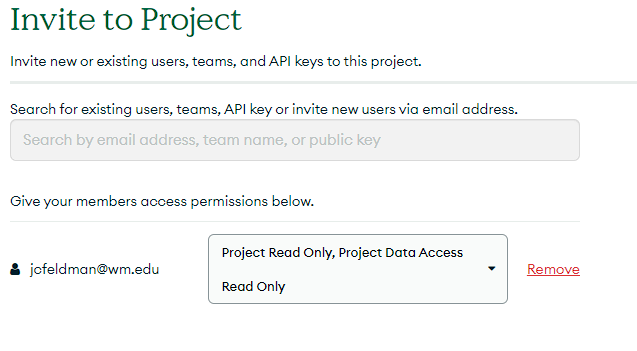 Invite to Project
Invite new or existing users, teams, and API keys to this project.
Search for existing users, teams, API key or invite new users via email address.
Search by email address, team name, or public key
Give your members access permissions below.
jcfeldman@wm.edu
Project Read Only, Project Data Access
Read Only
Remove